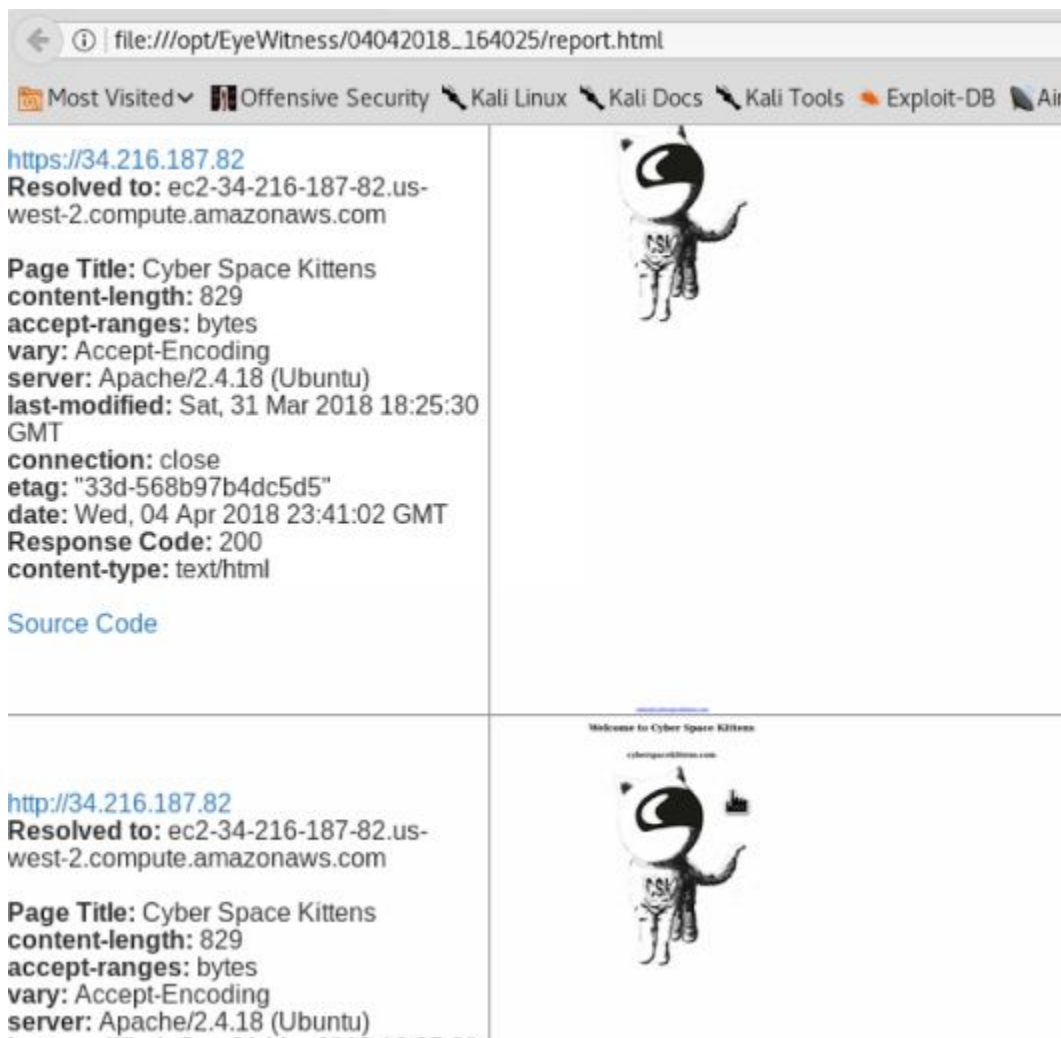 file:///opt/EyeWitness/04042018_164025/report.html
Most Visited Offensive Security Kali Linux Kali Docs Kali Tools Exploit-DB Air
https://34.216.187.82
Resolved to: ec2-34-216-187-82.us-
west-2.compute.amazonaws.com
Page Title: Cyber Space Kittens
content-length: 829
accept-ranges: bytes
vary: Accept-Encoding
server: Apache/2.4.18 (Ubuntu)
last-modified: Sat, 31 Mar 2018 18:25:30
GMT
connection: close
etag: "33d-568b97b4dc5d5"
date: Wed, 04 Apr 2018 23:41:02 GMT
Response Code: 200
content-type: text/html
Source Code
CSK
Welcome to Cyber Space Kittens
cyberspacekittens.com
http://34.216.187.82
Resolved to: ec2-34-216-187-82.us-
west-2.compute.amazonaws.com
Page Title: Cyber Space Kittens
content-length: 829
accept-ranges: bytes
vary: Accept-Encoding
server: Apache/2.4.18 (Ubuntu)
CSK